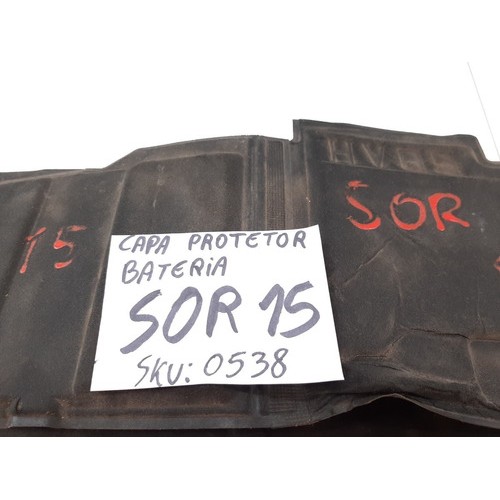 CAPA PROTETOR
BATERIA
SOR 15
SKU: 0538
15
SOR